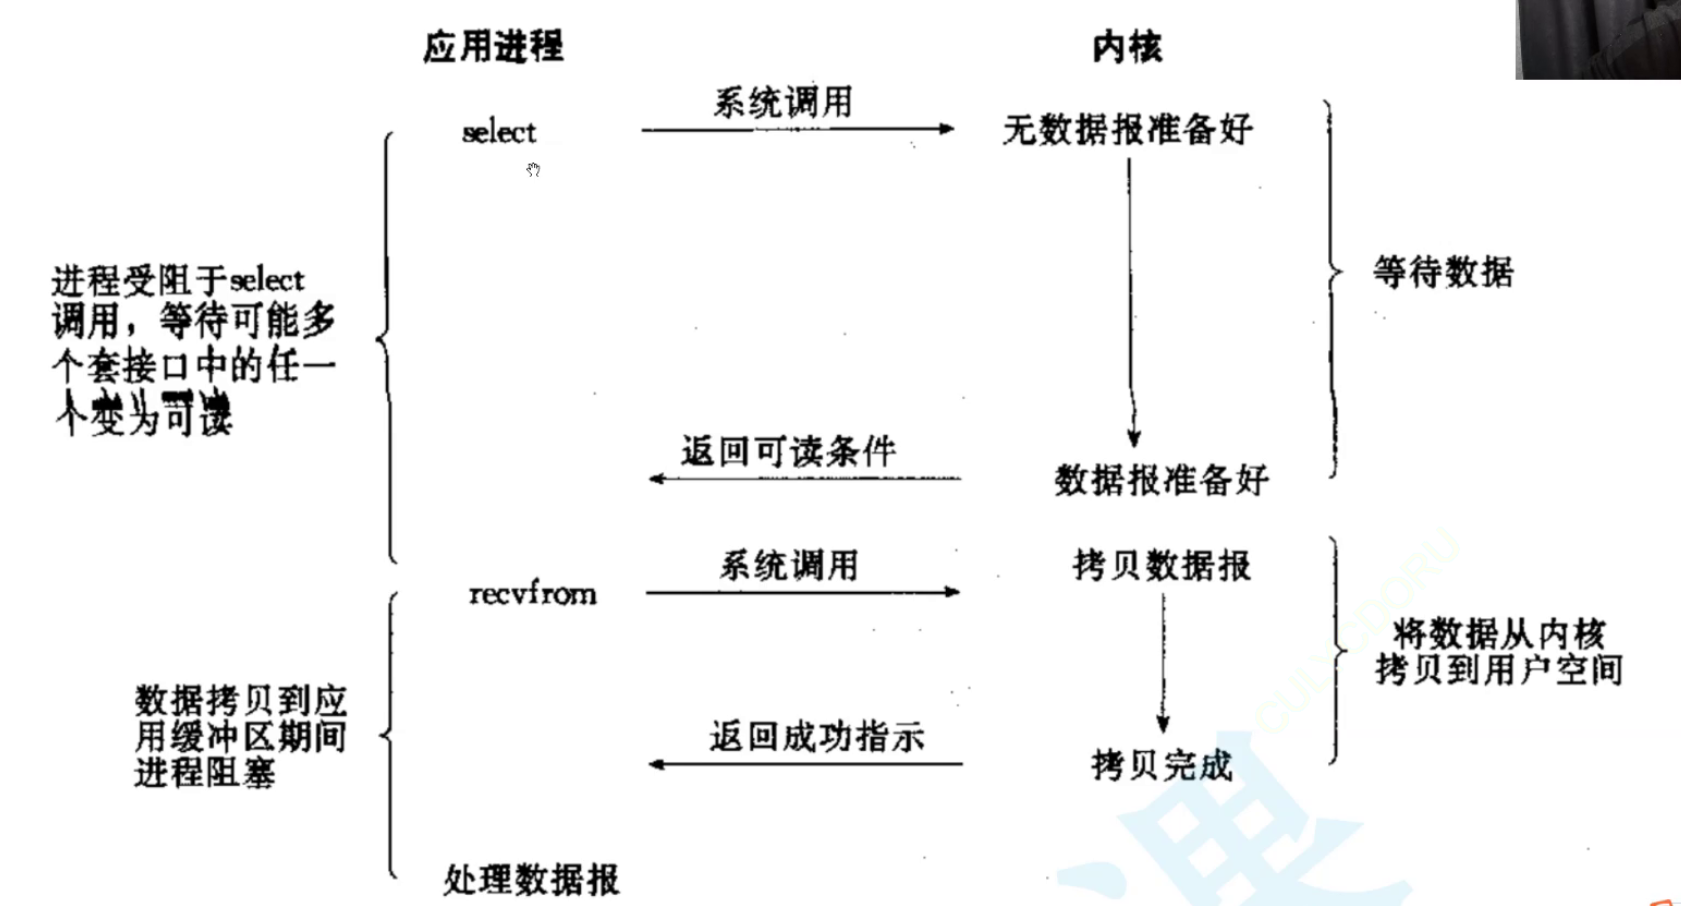 应用进程
内核
select
系统调用
无数据报准备好
进程受阻于select
调用，等待可能多
个套接口中的任一
个变为可读
等待数据
返回可读条件
数据报准备好
recvfrom
系统调用
拷贝数据报
将数据从内核
拷贝到用户空间
数据拷贝到应
用缓冲区期间
进程阻塞
返回成功指示
拷贝完成
处理数据报